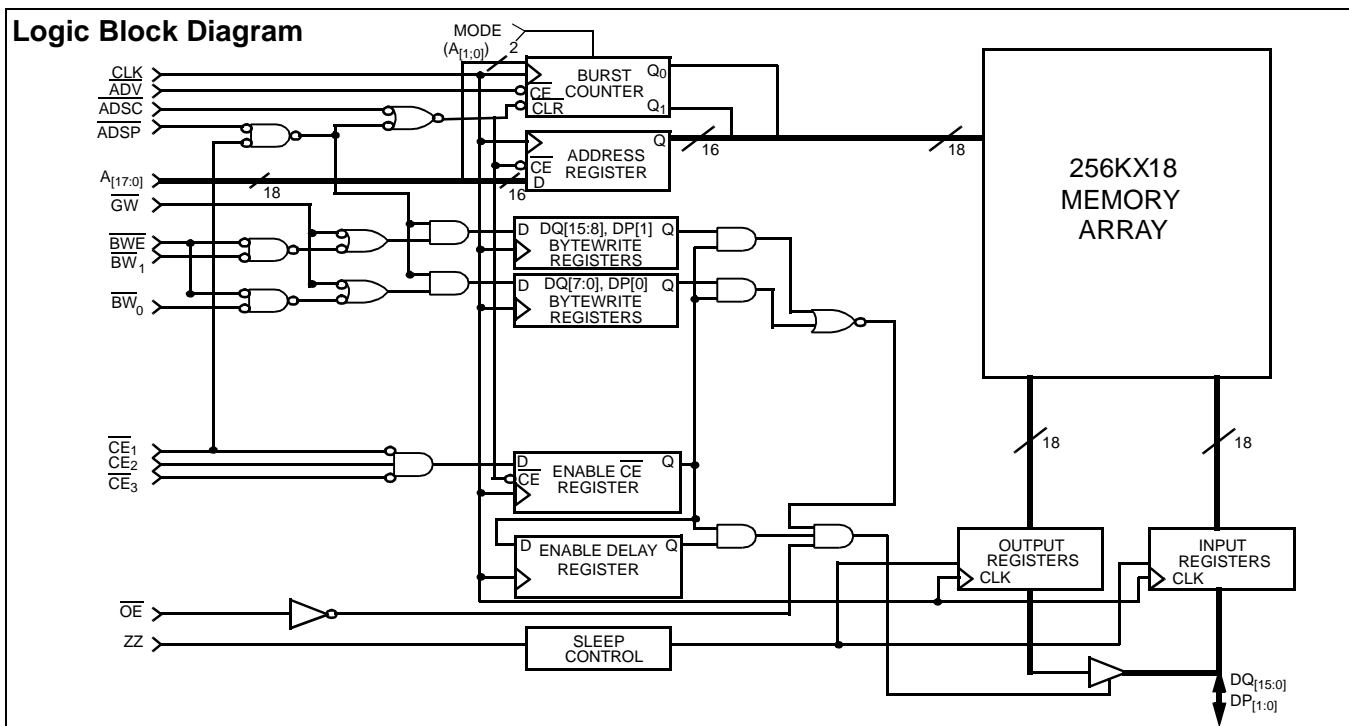 Logic Block Diagram
MODE
(A[1;0])
2
CLK
ADV
ADSC
ADSP
A[17:0]
18
GW
BWE
BW1
BW0
CE1
CE2
CE3
OE
ZZ
BURST
COUNTER
CE
CLR
Q0
Q1
ADDRESS
REGISTER
CE
D
Q
16
16
18
256KX18
MEMORY
ARRAY
D
DQ[15:8], DP[1]
Q
BYTEWRITE
REGISTERS
D
DQ[7:0], DP[0]
Q
BYTEWRITE
REGISTERS
D
ENABLE CE
Q
CE
REGISTER
D
ENABLE DELAY
Q
REGISTER
SLEEP
CONTROL
18
18
OUTPUT
REGISTERS
CLK
INPUT
REGISTERS
CLK
DQ[15:0]
DP[1:0]